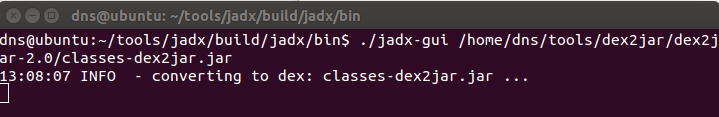 dns@ubuntu: ~/tools/jadx/build/jadx/bin
dns@ubuntu:~/tools/jadx/build/jadx/bin$ ./jadx-gui /home/dns/tools/dex2jar/dex2j
ar-2.0/classes-dex2jar.jar
13:08:07 INFO  - converting to dex: classes-dex2jar.jar ...